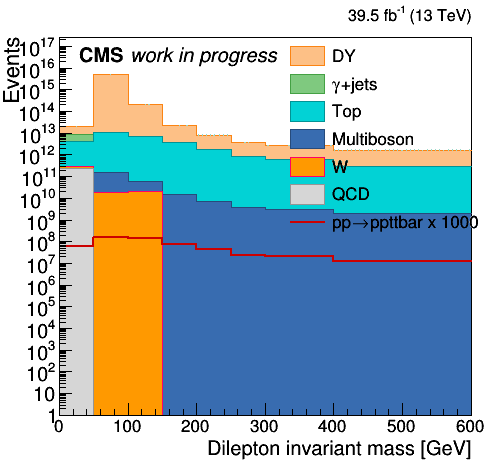 39.5 fb⁻¹ (13 TeV)
Events
CMS work in progress
DY
γ+jets
Top
Multiboson
W
QCD
pp→ppttbar x 1000
10¹⁷
10¹⁶
10¹⁵
10¹⁴
10¹³
10¹²
10¹¹
10¹⁰
10⁹
10⁸
10⁷
10⁶
10⁵
10⁴
10³
10²
10
1
0 100 200 300 400 500 600
Dilepton invariant mass [GeV]